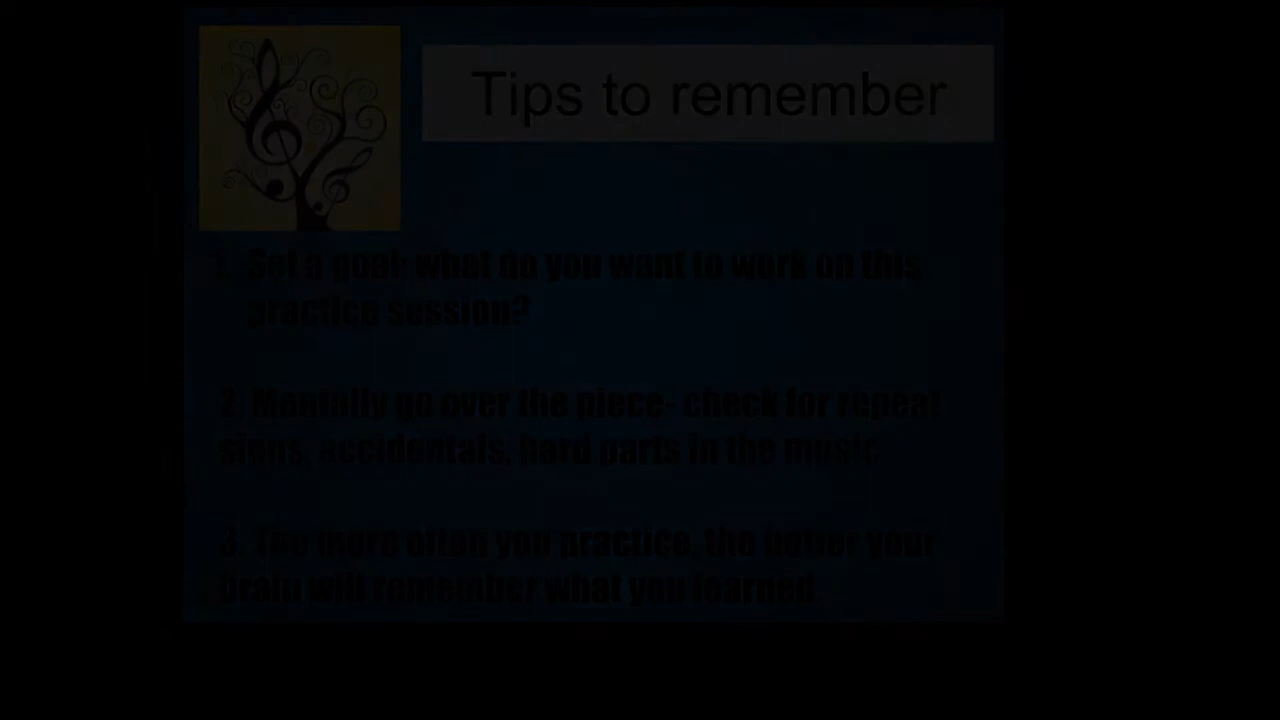 Tips to remember
1. Set a goal: what do you want to work on this
practice session?
2. Mentally go over the piece- check for repeat
signs, accidentals, hard parts in the music
3. The more often you practice, the better your
brain will remember what you learned.